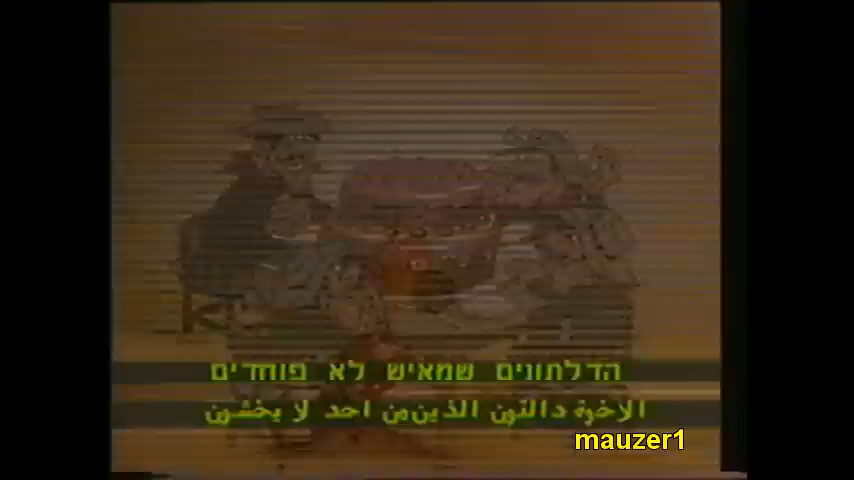 הדלתונים שמאיש לא פוחדים
الاخوة دالتون الذين من احد لا يخشون
mauzer1